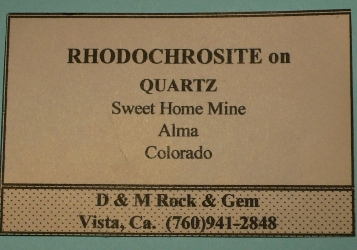 RHODOCHROSITE on
QUARTZ
Sweet Home Mine
Alma
Colorado
D & M Rock & Gem
Vista, Ca. (760)941-2848